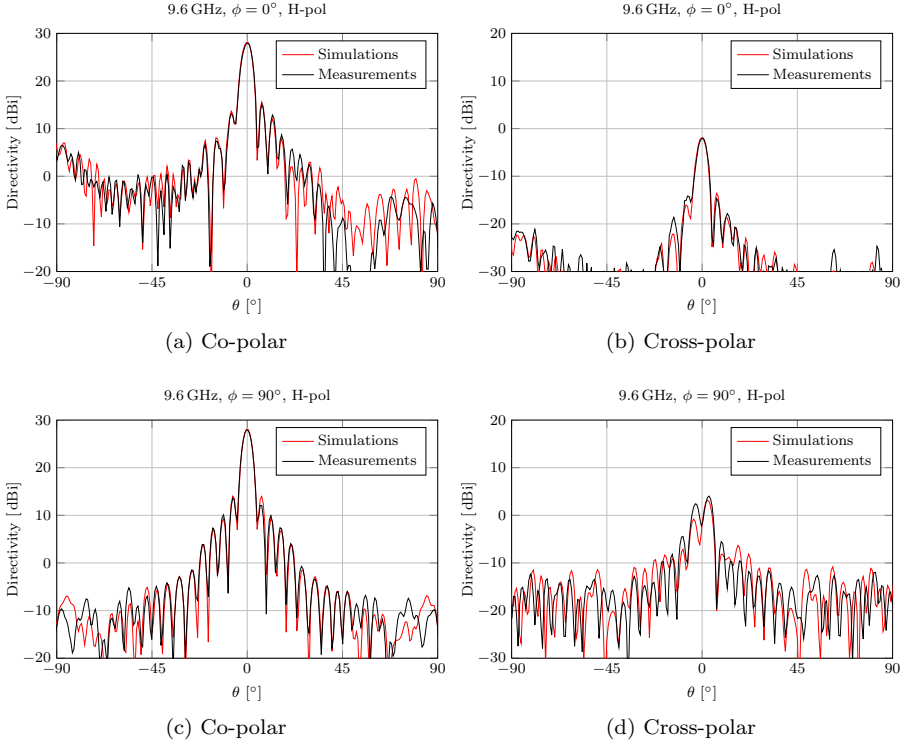 9.6 GHz, ϕ = 0°, H-pol
Directivity [ dBi]
30
20
10
0
−10
−20
−90
−45
0
45
90
θ [°]
Simulations
Measurements
(a) Co-polar
9.6 GHz, ϕ = 0°, H-pol
Directivity [ dBi]
20
10
0
−10
−20
−30
−90
−45
0
45
90
θ [°]
Simulations
Measurements
(b) Cross-polar
9.6 GHz, ϕ = 90°, H-pol
Directivity [ dBi]
30
20
10
0
−10
−20
−90
−45
0
45
90
θ [°]
Simulations
Measurements
(c) Co-polar
9.6 GHz, ϕ = 90°, H-pol
Directivity [ dBi]
20
10
0
−10
−20
−30
−90
−45
0
45
90
θ [°]
Simulations
Measurements
(d) Cross-polar